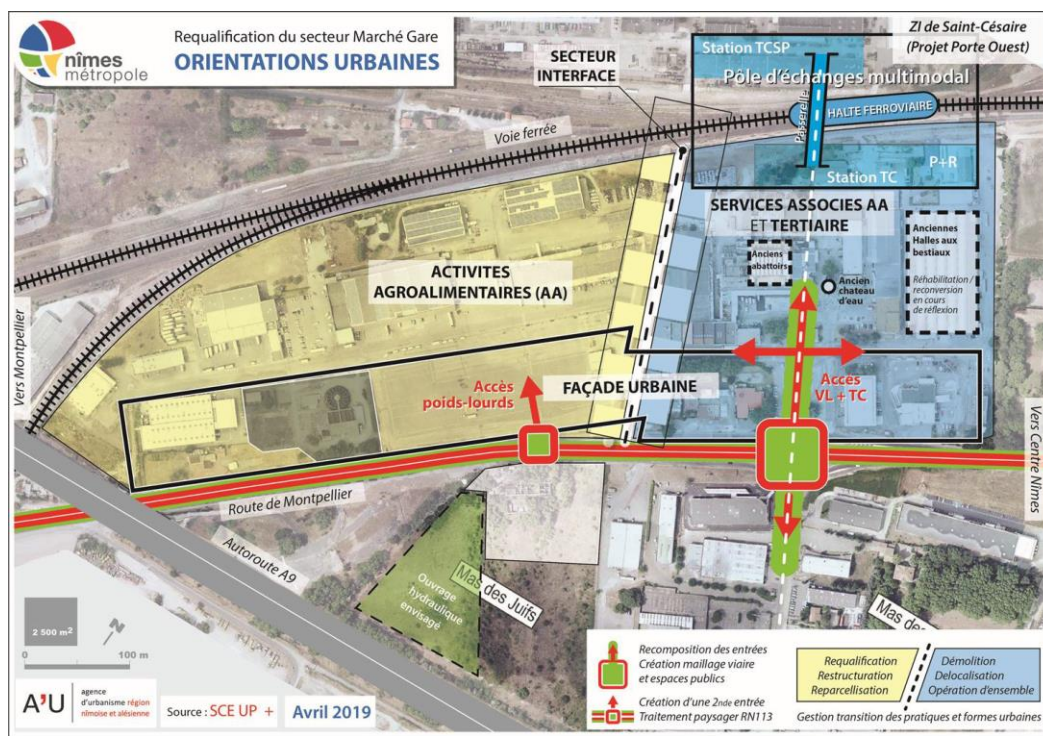 nîmes
métropole
Requalification du secteur Marché Gare
ORIENTATIONS URBAINES
SECTEUR
INTERFACE
ZI de Saint-Césaire
(Projet Porte Ouest)
Station TCSP
Pôle d'échanges multimodal
Passerelle
HALTE FERROVIAIRE
Voie ferrée
P+R
Station TC
SERVICES ASSOCIES AA
ET TERTIAIRE
ACTIVITES
AGROALIMENTAIRES (AA)
Anciens
abattoirs
Anciennes
Halles aux
bestiaux
Réhabilitation /
reconversion
en cours
de réflexion
Ancien
chateau
d'eau
Vers Montpellier
FAÇADE URBAINE
Accès
poids-lourds
Accès
VL + TC
Vers Centre Nîmes
Route de Montpellier
Autoroute A9
Ouvrage
hydraulique
envisagé
Mas des Juifs
Mas de
2 500 m²
N
0
100 m
A'U
agence
d'urbanisme région
nîmoise et alésienne
Source : SCE UP +
Avril 2019
Recomposition des entrées
Création maillage viaire
et espaces publics
Création d'une 2nde entrée
Traitement paysager RN113
Requalification
Restructuration
Reparcellisation
Démolition
Delocalisation
Opération d'ensemble
Gestion transition des pratiques et formes urbaines